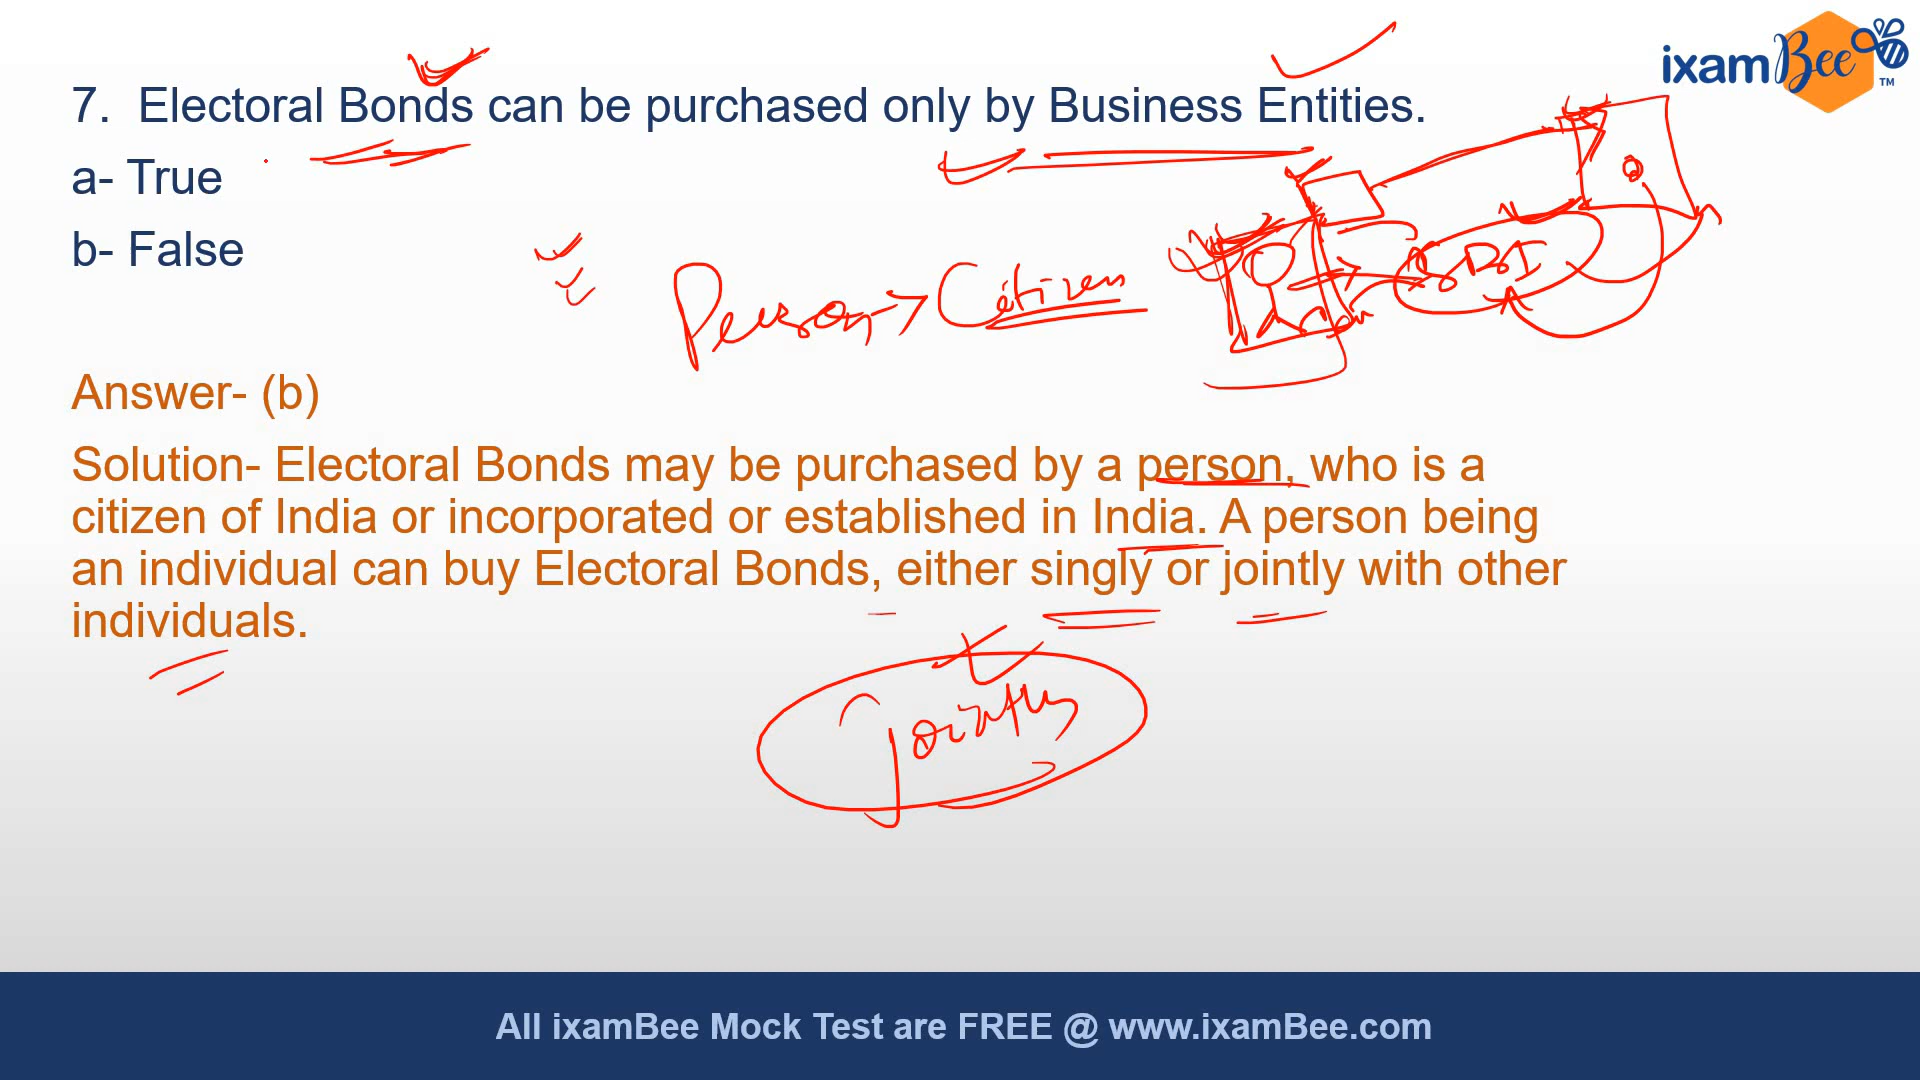 ixamBee™
7. Electoral Bonds can be purchased only by Business Entities.
a- True
b- False
Person → Citizen
SBI
Answer- (b)
Solution- Electoral Bonds may be purchased by a person, who is a
citizen of India or incorporated or established in India. A person being
an individual can buy Electoral Bonds, either singly or jointly with other
individuals.
jointly
All ixamBee Mock Test are FREE @ www.ixamBee.com